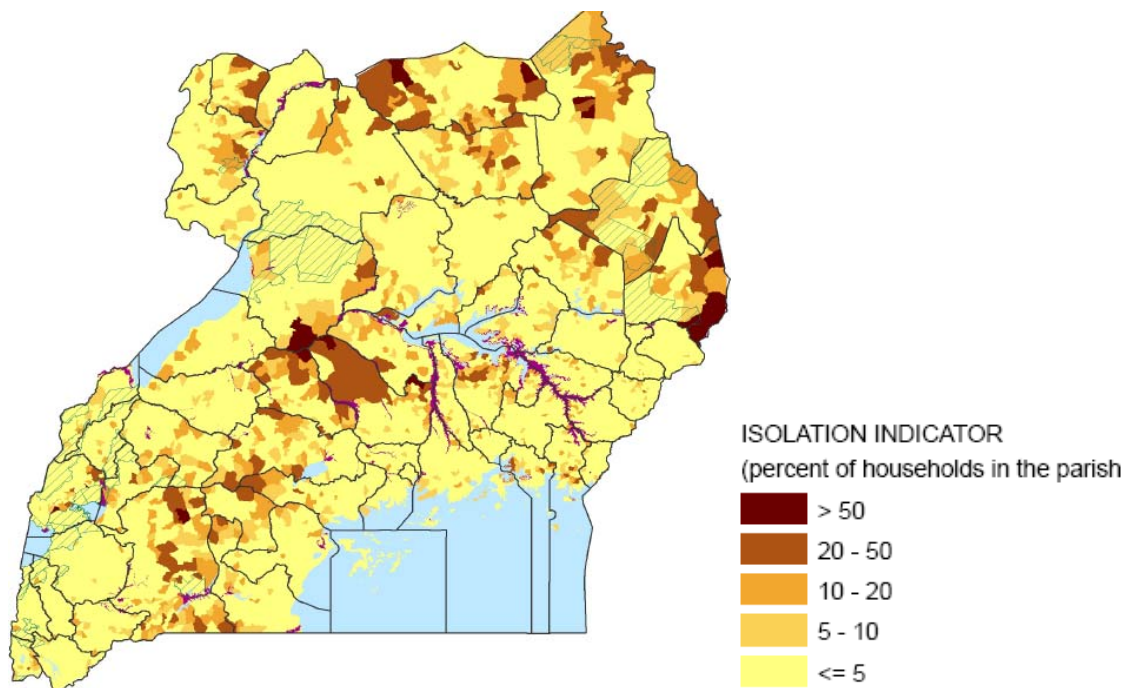 ISOLATION INDICATOR
(percent of households in the parish
> 50
20 - 50
10 - 20
5 - 10
<= 5